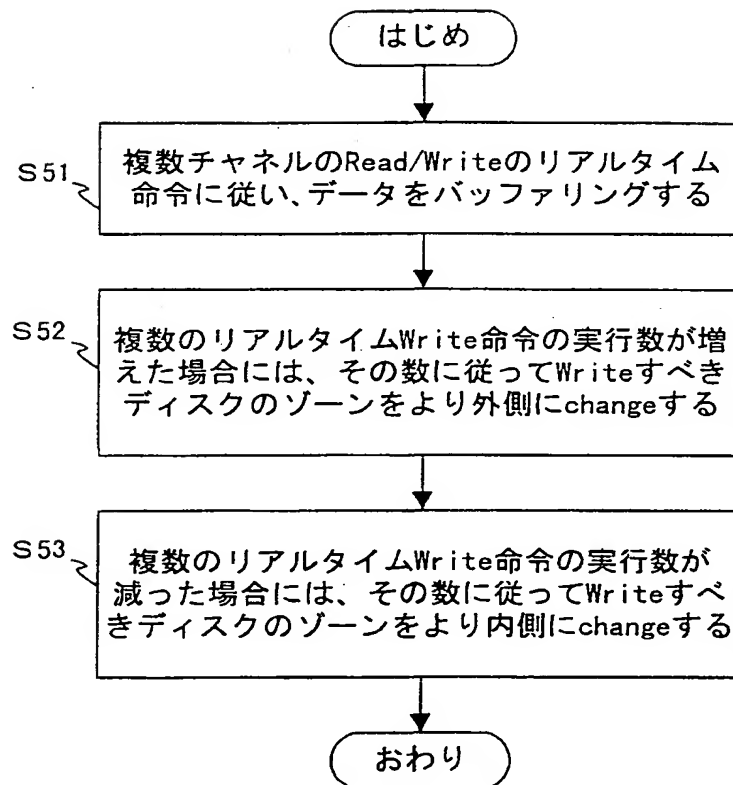 はじめ
S51
複数チャネルのRead/Writeのリアルタイム
命令に従い、データをバッファリングする
S52
複数のリアルタイムWrite命令の実行数が増
えた場合には、その数に従ってWriteすべき
ディスクのゾーンをより外側にchangeする
S53
複数のリアルタイムWrite命令の実行数が
減った場合には、その数に従ってWriteすべ
きディスクのゾーンをより内側にchangeする
おわり